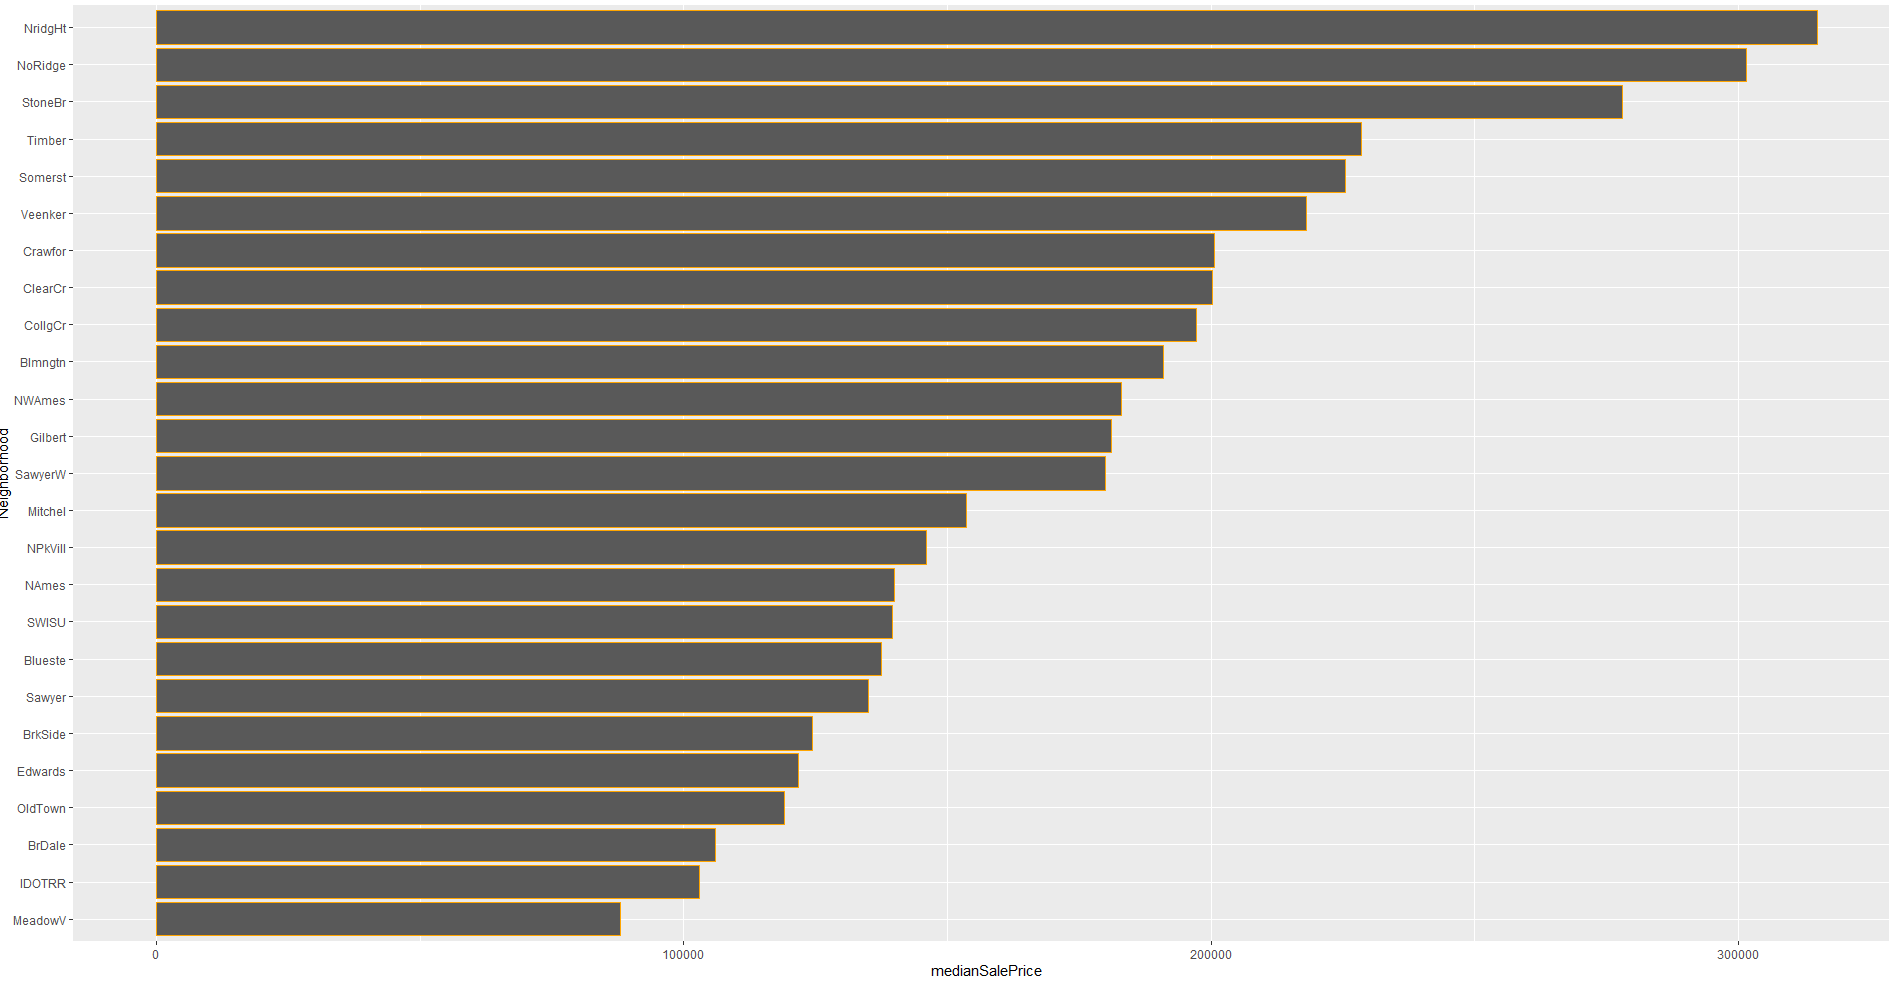 NridgHt
NoRidge
StoneBr
Timber
Somerst
Veenker
Crawfor
ClearCr
CollgCr
Blmngtn
NWAmes
Gilbert
SawyerW
Mitchel
NPkVill
NAmes
SWISU
Blueste
Sawyer
BrkSide
Edwards
OldTown
BrDale
IDOTRR
MeadowV
Neighborhood
0 100000 200000 300000
medianSalePrice